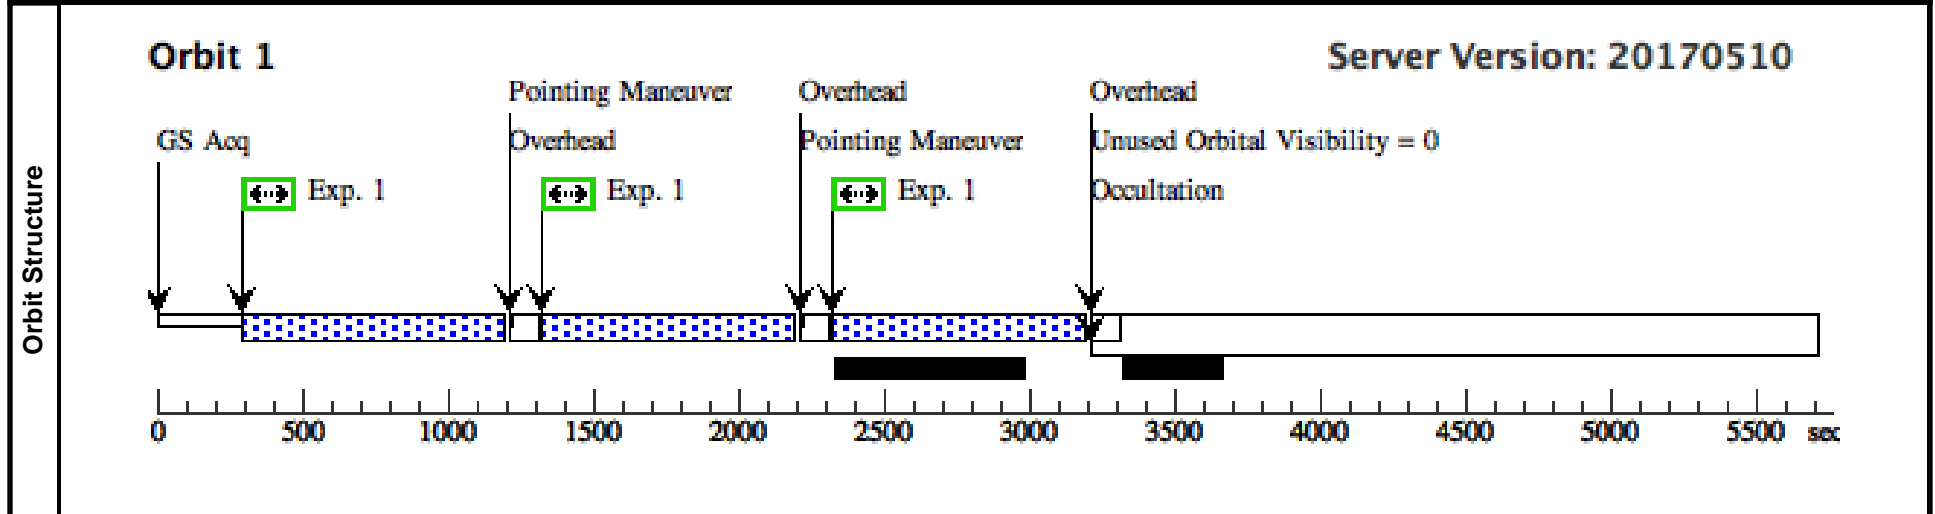 Orbit Structure
Orbit 1
Server Version: 20170510
Pointing Maneuver
Overhead
Overhead
GS Acq
Overhead
Pointing Maneuver
Unused Orbital Visibility = 0
Exp. 1
Exp. 1
Exp. 1
Occultation
0
500
1000
1500
2000
2500
3000
3500
4000
4500
5000
5500
sec